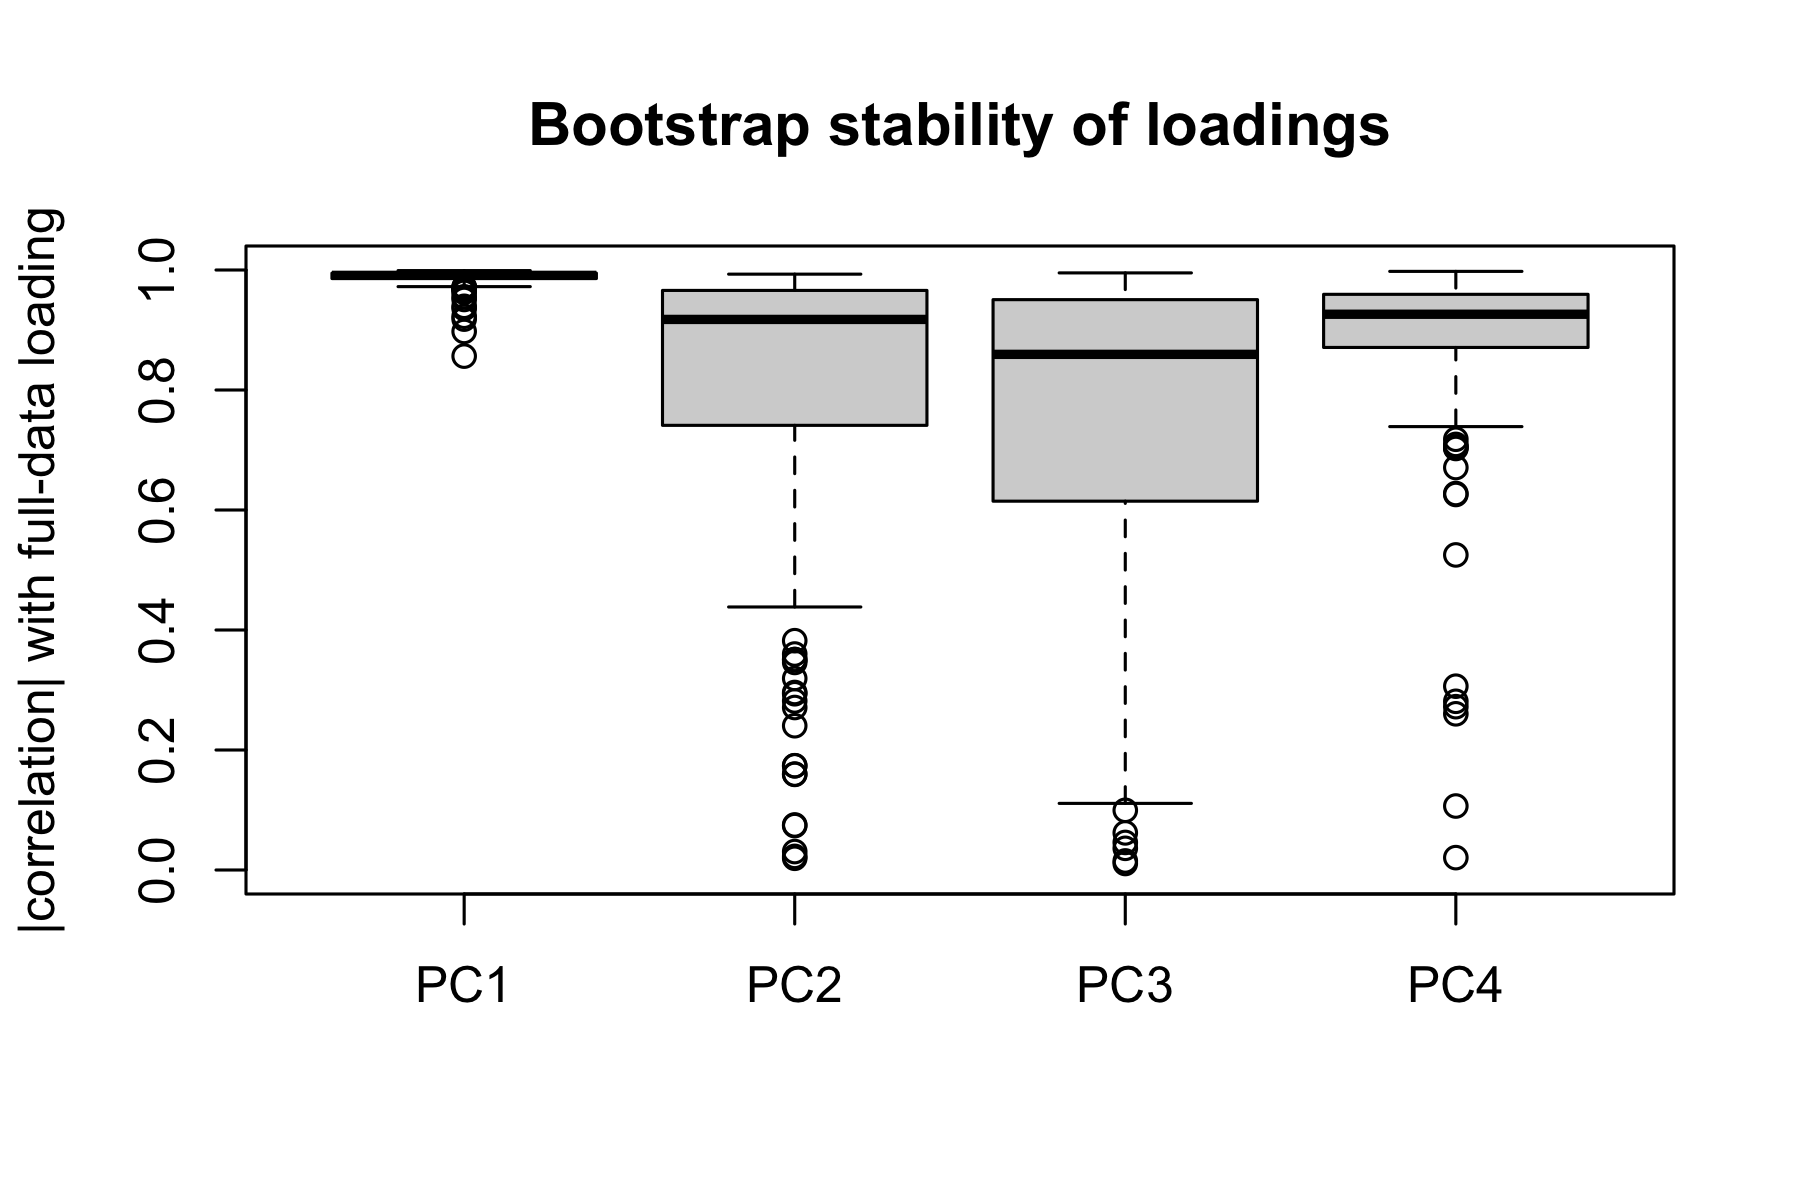 Bootstrap stability of loadings
|correlation| with full-data loading
1.0
0.8
0.6
0.4
0.2
0.0
PC1 PC2 PC3 PC4